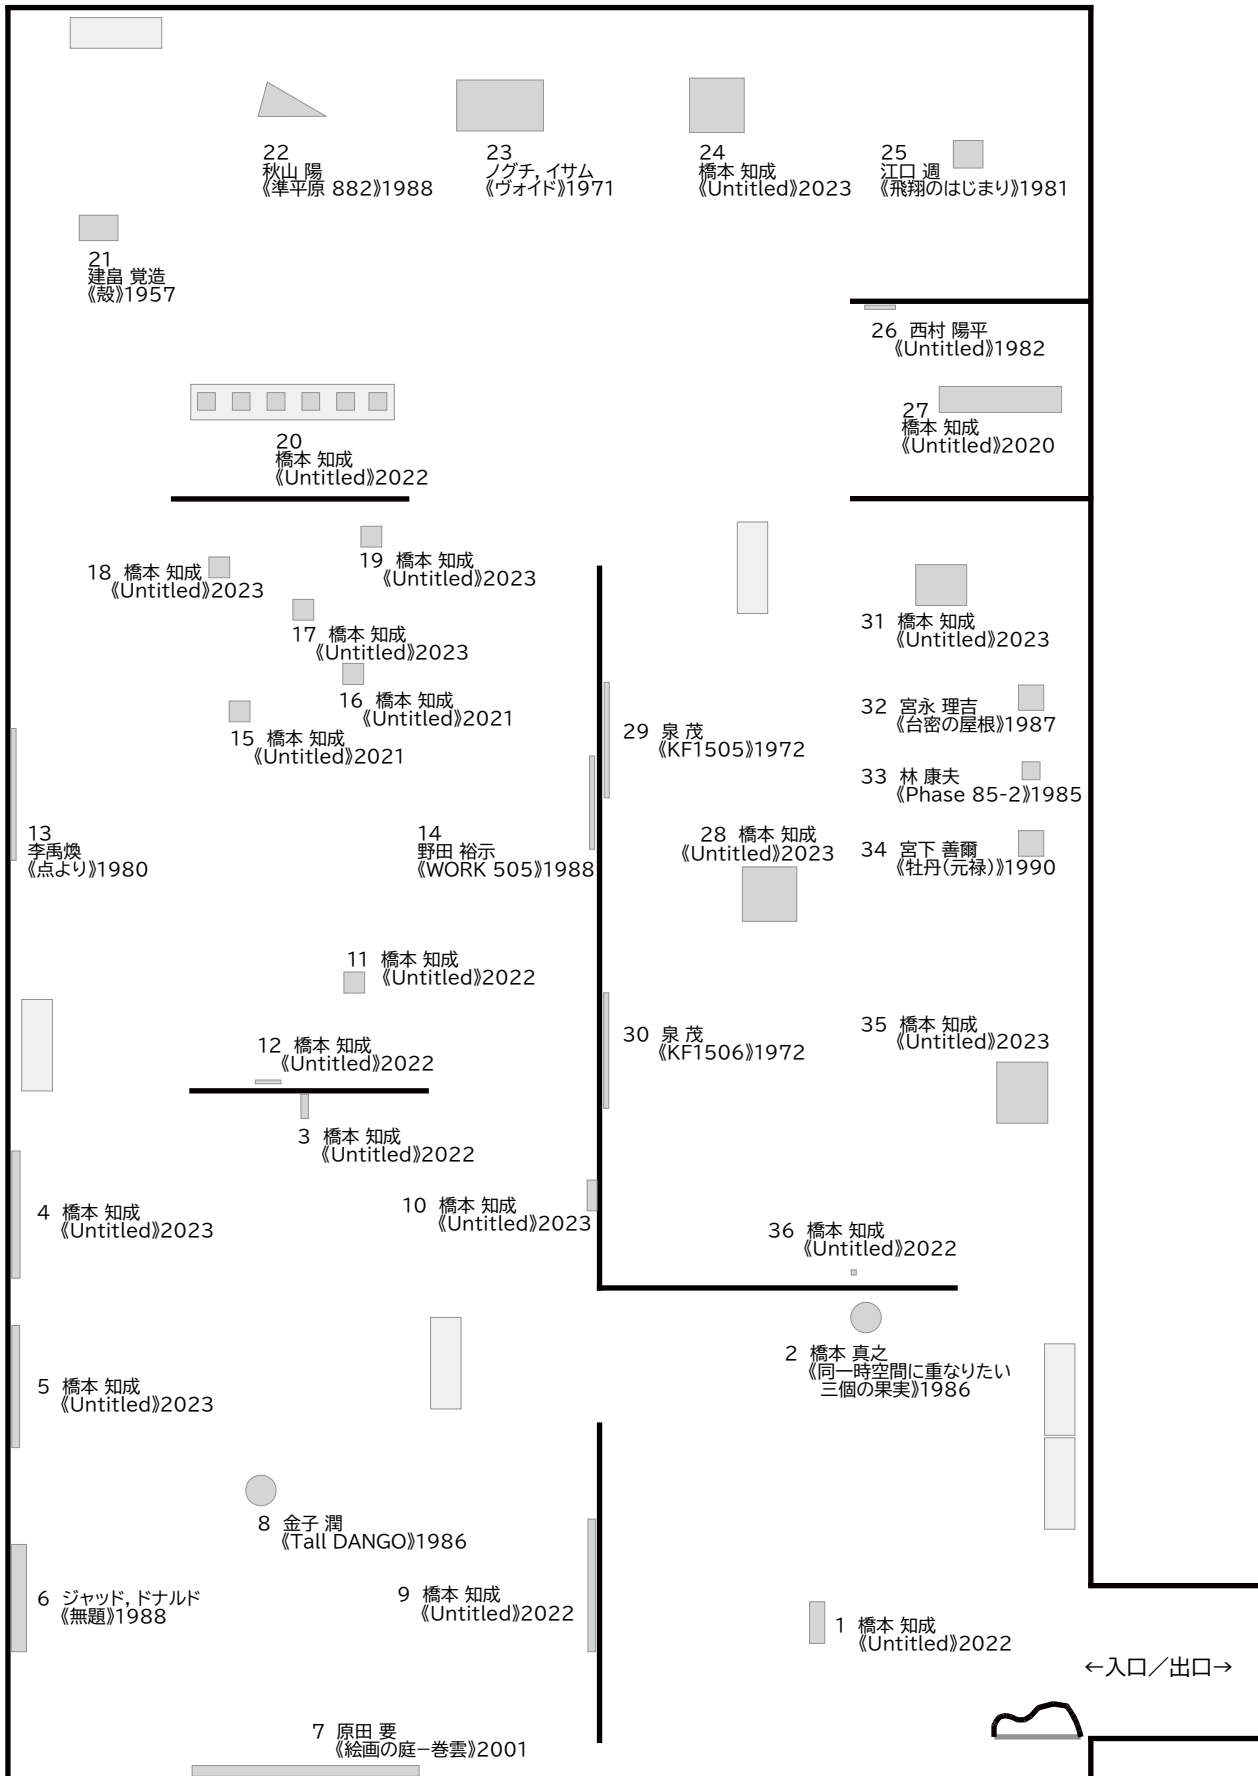 22
秋山 陽
《準平原 882》1988
23
ノグチ, イサム
《ヴォイド》1971
24
橋本 知成
《Untitled》2023
25
江口 週
《飛翔のはじまり》1981
21
建畠 覚造
《殻》1957
26 西村 陽平
《Untitled》1982
27
橋本 知成
《Untitled》2020
20
橋本 知成
《Untitled》2022
19 橋本 知成
《Untitled》2023
18 橋本 知成
《Untitled》2023
17 橋本 知成
《Untitled》2023
16 橋本 知成
《Untitled》2021
15 橋本 知成
《Untitled》2021
31 橋本 知成
《Untitled》2023
32 宮永 理吉
《台密の屋根》1987
29 泉 茂
《KF1505》1972
33 林 康夫
《Phase 85-2》1985
13
李禹煥
《点より》1980
14
野田 裕示
《WORK 505》1988
28 橋本 知成
《Untitled》2023
34 宮下 善爾
《牡丹(元禄)》1990
11 橋本 知成
《Untitled》2022
12 橋本 知成
《Untitled》2022
30 泉 茂
《KF1506》1972
35 橋本 知成
《Untitled》2023
3 橋本 知成
《Untitled》2022
4 橋本 知成
《Untitled》2023
10 橋本 知成
《Untitled》2023
36 橋本 知成
《Untitled》2022
2 橋本 真之
《同一時空間に重なりたい
三個の果実》1986
5 橋本 知成
《Untitled》2023
8 金子 潤
《Tall DANGO》1986
6 ジャッド, ドナルド
《無題》1988
9 橋本 知成
《Untitled》2022
1 橋本 知成
《Untitled》2022
←入口／出口→
7 原田 要
《絵画の庭－巻雲》2001